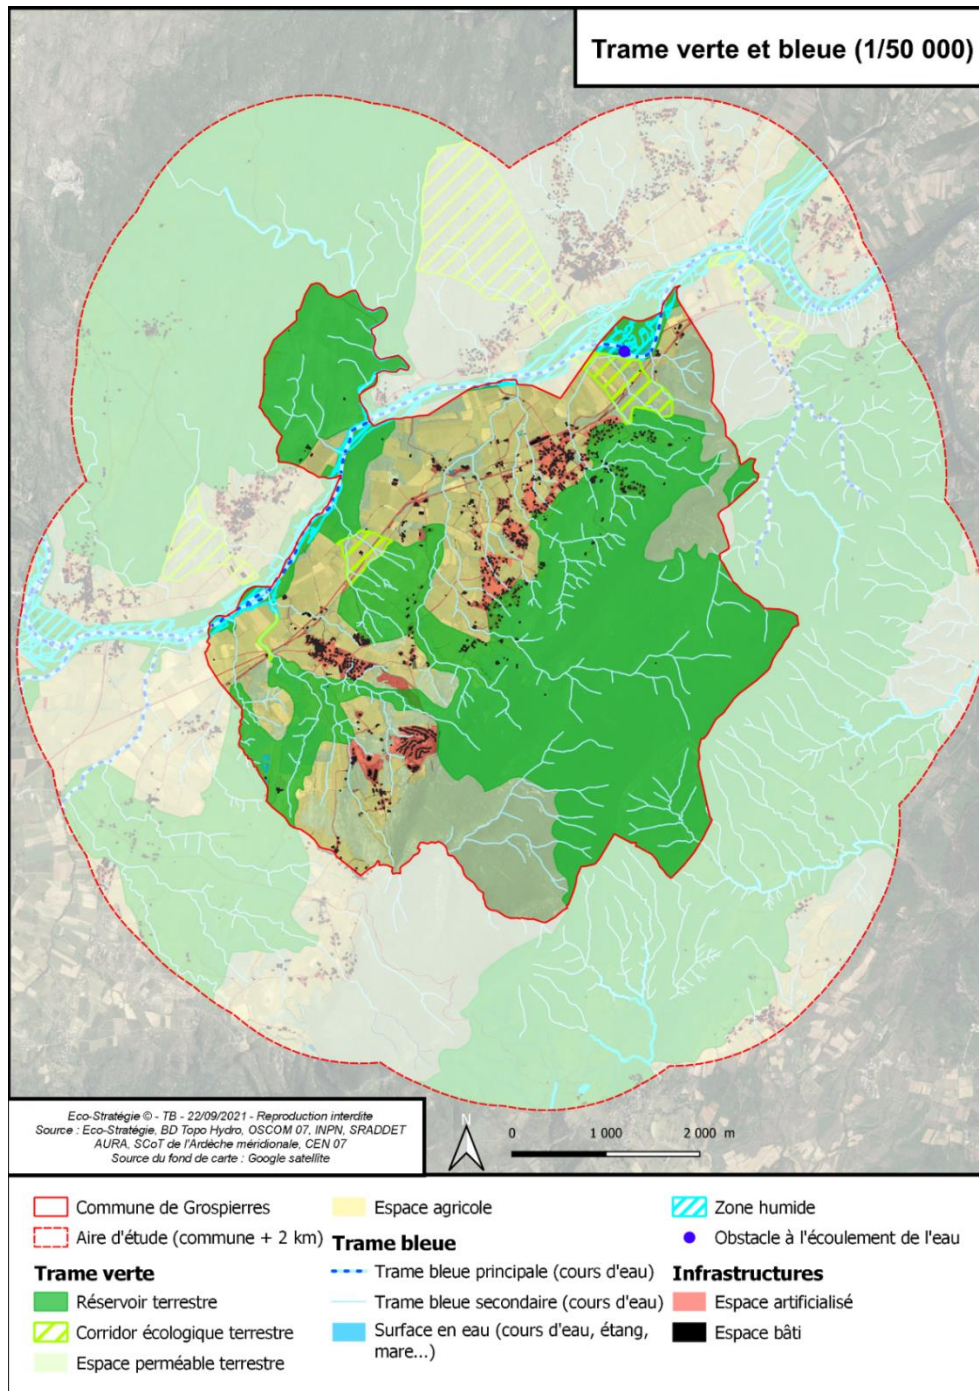 Trame verte et bleue (1/50 000)
Eco-Stratégie © - TB - 22/09/2021 - Reproduction interdite
Source : Eco-Stratégie, BD Topo Hydro, OSCOM 07, INPN, SRADDET
AURA, SCoT de l'Ardèche méridionale, CEN 07
Source du fond de carte : Google satellite
N
0 1 000 2 000 m
Commune de Grospierres
Aire d'étude (commune + 2 km)
Trame verte
Réservoir terrestre
Corridor écologique terrestre
Espace perméable terrestre
Espace agricole
Trame bleue
Trame bleue principale (cours d'eau)
Trame bleue secondaire (cours d'eau)
Surface en eau (cours d'eau, étang,
mare...)
Zone humide
Obstacle à l'écoulement de l'eau
Infrastructures
Espace artificialisé
Espace bâti